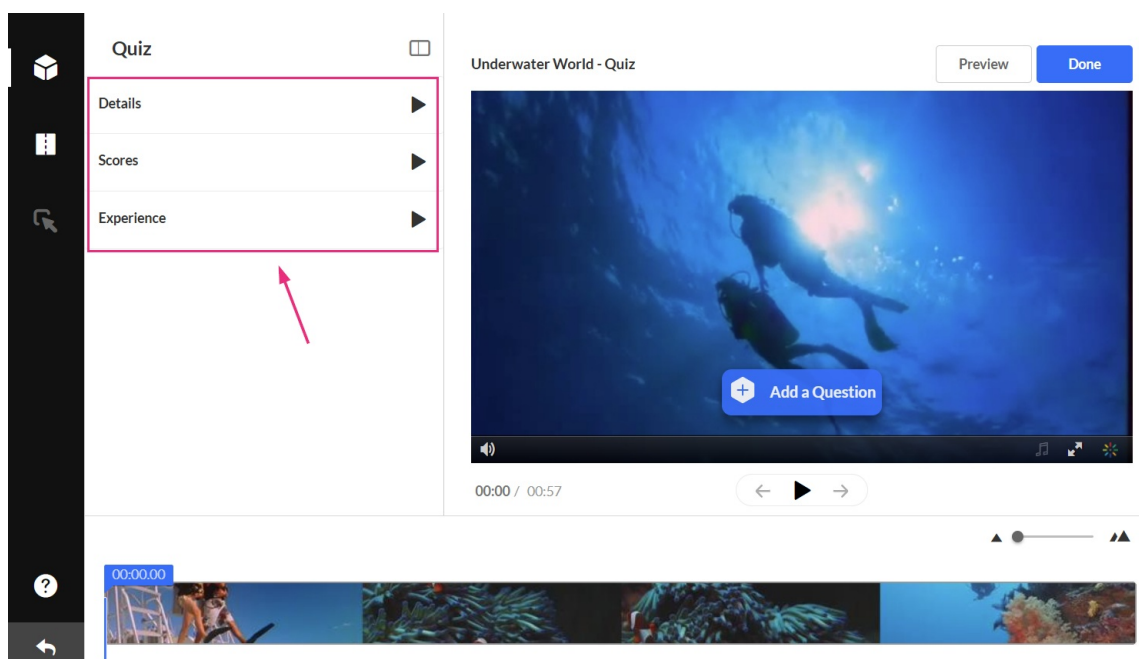 Quiz
Details
Scores
Experience
Underwater World - Quiz
Preview
Done
Add a Question
00:00 / 00:57
00:00.00